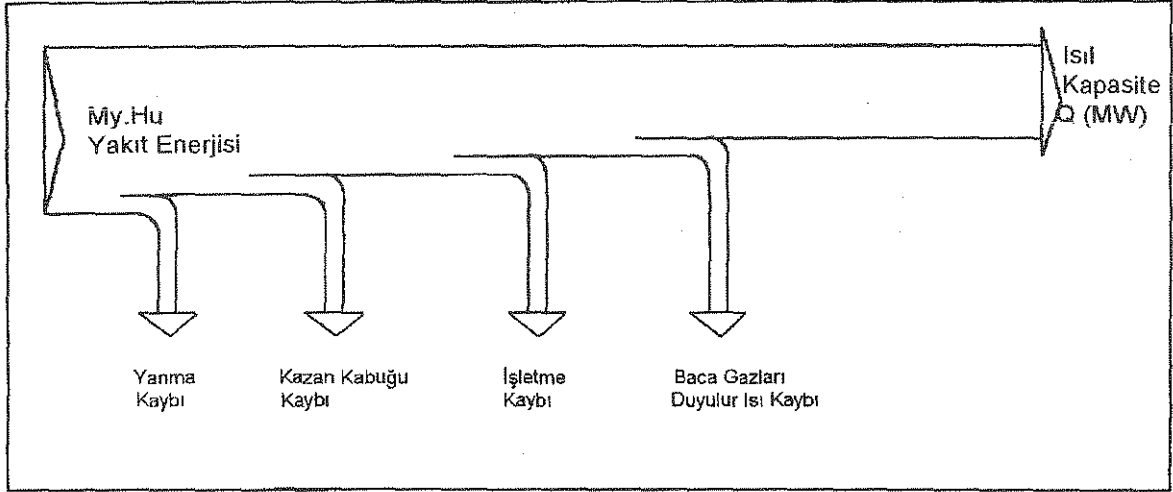 My.Hu
Yakıt Enerjisi
Isıl
Kapasite
Q (MW)
Yanma
Kaybı
Kazan Kabuğu
Kaybı
İşletme
Kaybı
Baca Gazları
Duyulur Isı Kaybı